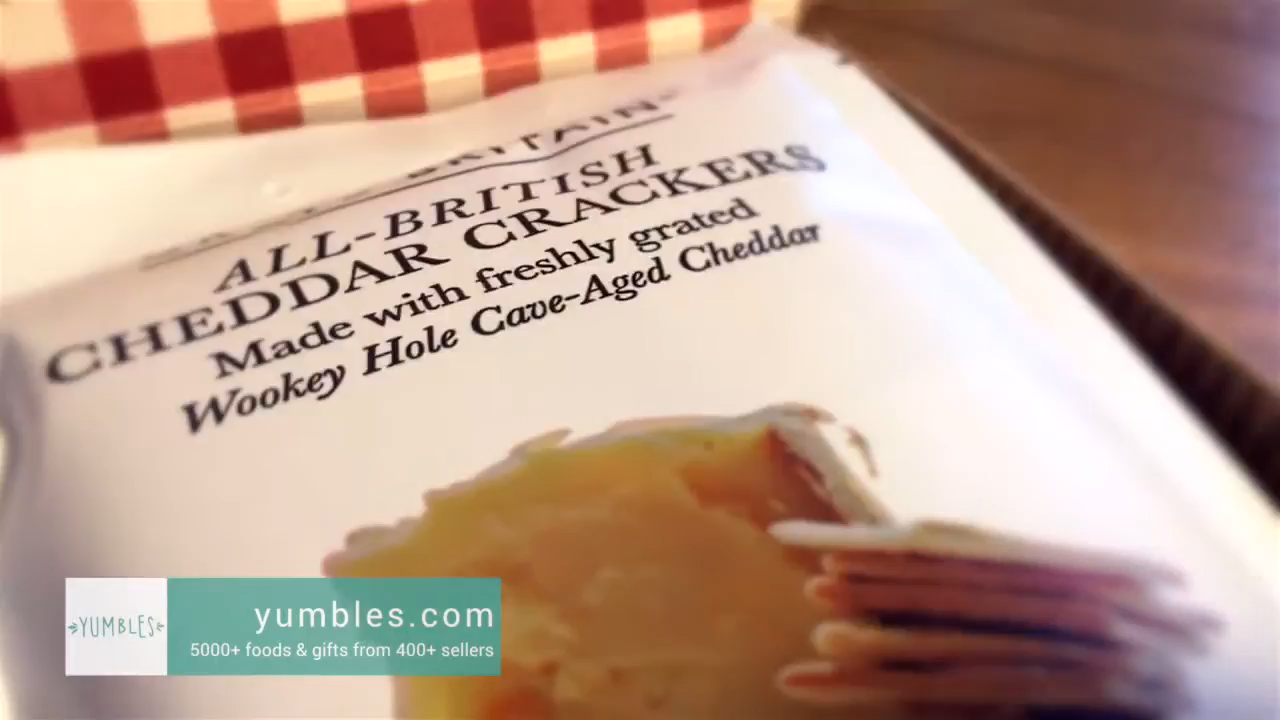 BRITAIN
ALL-BRITISH
CHEDDAR CRACKERS
Made with freshly grated
Wookey Hole Cave-Aged Cheddar
YUMBLES
yumbles.com
5000+ foods & gifts from 400+ sellers